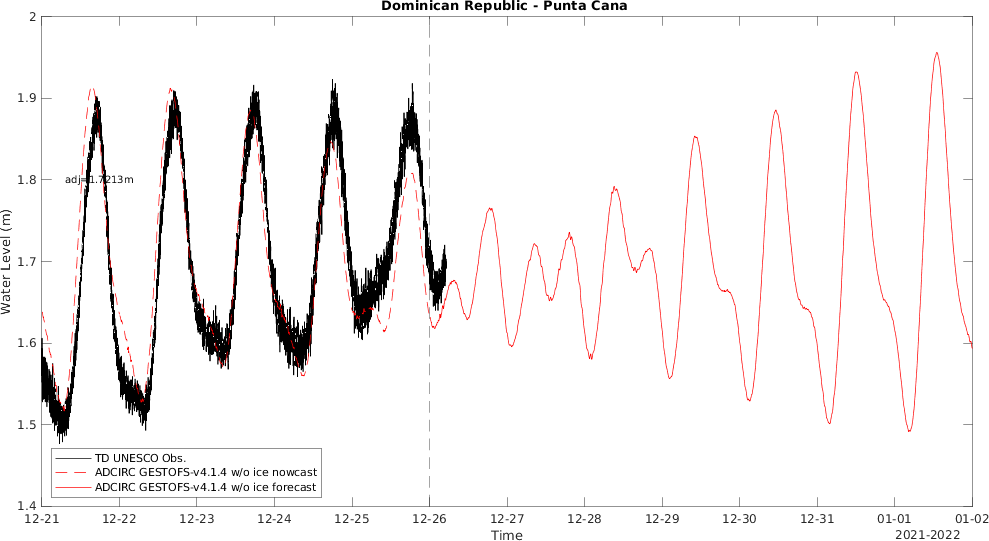 Dominican Republic - Punta Cana
2
1.9
1.8
1.7
1.6
1.5
1.4
Water Level (m)
adj=1.7213m
TD UNESCO Obs.
ADCIRC GESTOFS-v4.1.4 w/o ice nowcast
ADCIRC GESTOFS-v4.1.4 w/o ice forecast
12-21 12-22 12-23 12-24 12-25 12-26 12-27 12-28 12-29 12-30 12-31 01-01 01-02
Time
2021-2022